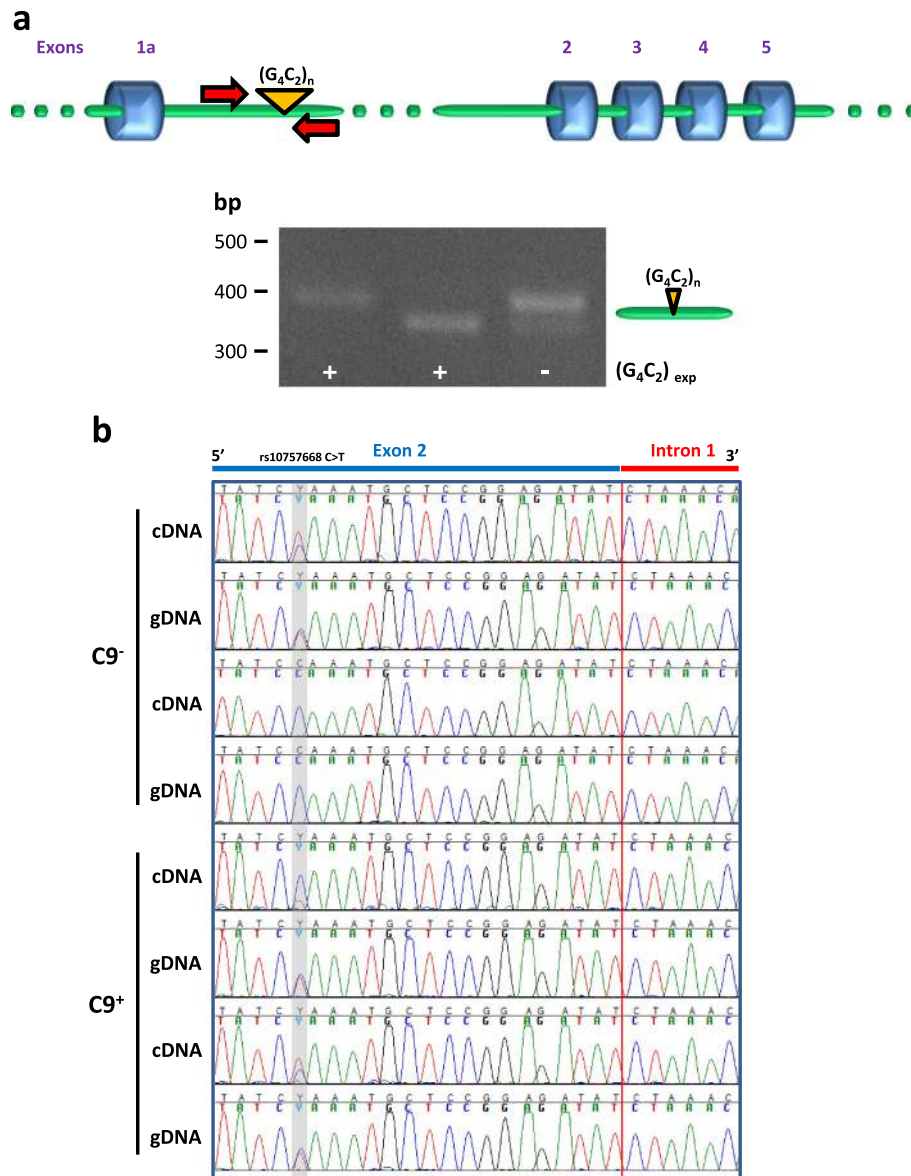 a
Exons 1a 2 3 4 5
(G4C2)n
bp
500
400
300
+ + -
(G4C2)n
(G4C2) exp
b
5’ rs10757668 C>T Exon 2 Intron 1 3’
C9-
cDNA
T A T C Y A A A T G C T C C G G A G A T A T C T A A A C A
T A T C Y A A A T G C T C C G G A G A T A T C T A A A C A
gDNA
T A T C Y A A A T G C T C C G G A G A T A T C T A A A C
T A T C Y A A A T G C T C C G G A G A T A T C T A A A C
cDNA
T A T C C A A A T G C T C C G G A G A T A T C T A A A C A
T A T C C A A A T G C T C C G G A G A T A T C T A A A C A
gDNA
T A T C C A A A T G C T C C G G A G A T A T C T A A A C A
T A T C C A A A T G C T C C G G A G A T A T C T A A A C A
C9+
cDNA
T A T C Y A A A T G C T C C G G A G A T A T C T A A A C
T A T C Y A A A T G C T C C G G A G A T A T C T A A A C
gDNA
T A T C Y A A A T G C T C C G G A G A T A T C T A A A C
T A T C Y A A A T G C T C C G G A G A T A T C T A A A C
cDNA
T A T C Y A A A T G C T C C G G A G A T A T C T A A A C
T A T C Y A A A T G C T C C G G A G A T A T C T A A A C
gDNA
T A T C Y A A A T G C T C C G G A G A T A T C T A A A C
T A T C Y A A A T G C T C C G G A G A T A T C T A A A C